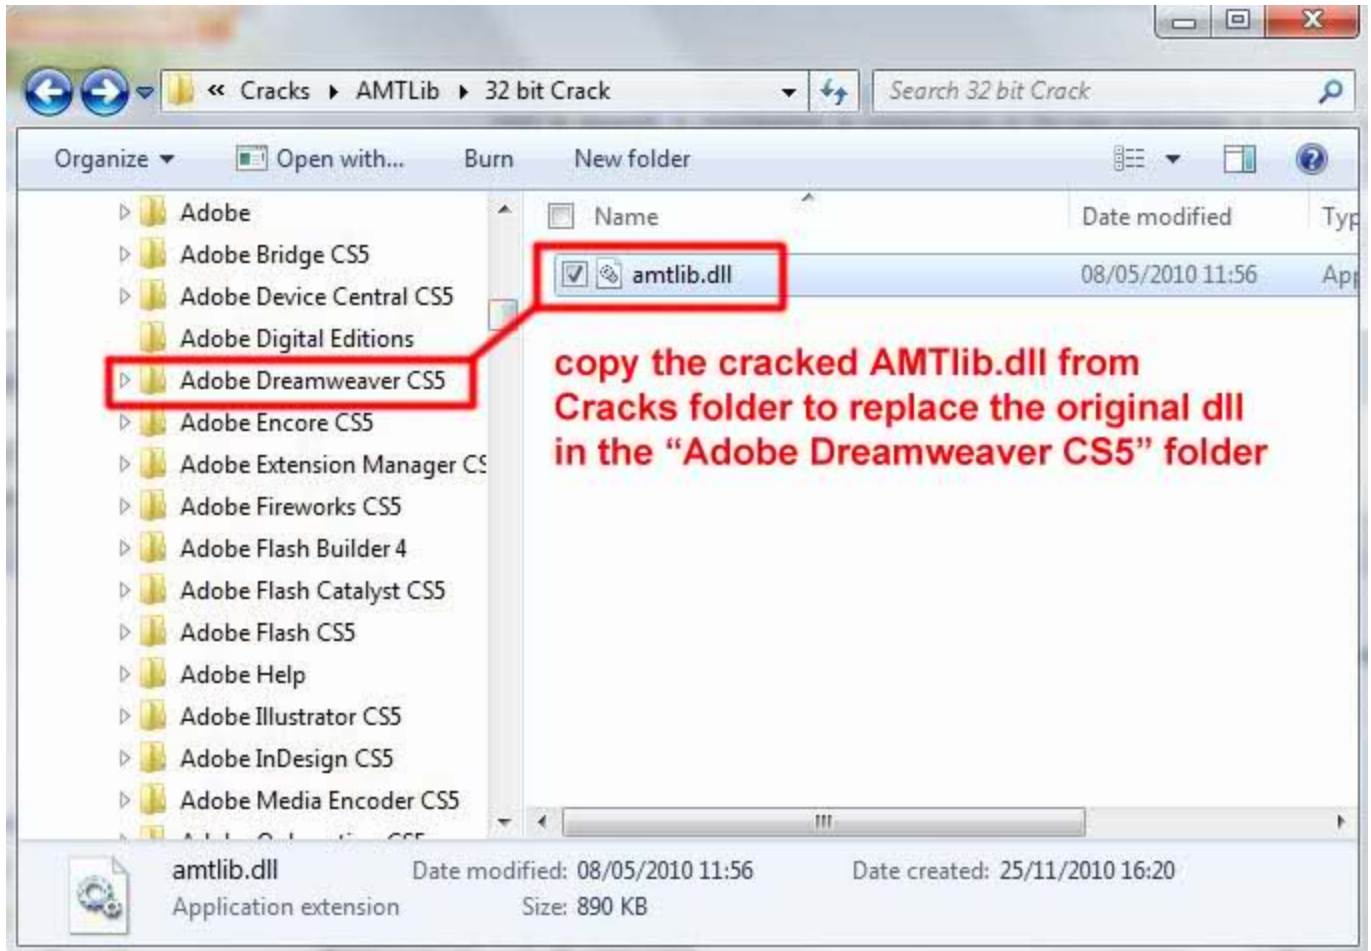 « Cracks ▸ AMTLib ▸ 32 bit Crack
Search 32 bit Crack
Organize ▾ Open with... Burn New folder
Name Date modified Typ
amtlib.dll 08/05/2010 11:56 App
Adobe
Adobe Bridge CS5
Adobe Device Central CS5
Adobe Digital Editions
Adobe Dreamweaver CS5
Adobe Encore CS5
Adobe Extension Manager CS
Adobe Fireworks CS5
Adobe Flash Builder 4
Adobe Flash Catalyst CS5
Adobe Flash CS5
Adobe Help
Adobe Illustrator CS5
Adobe InDesign CS5
Adobe Media Encoder CS5
copy the cracked AMTlib.dll from
Cracks folder to replace the original dll
in the “Adobe Dreamweaver CS5” folder
amtlib.dll Date modified: 08/05/2010 11:56 Date created: 25/11/2010 16:20
Application extension Size: 890 KB